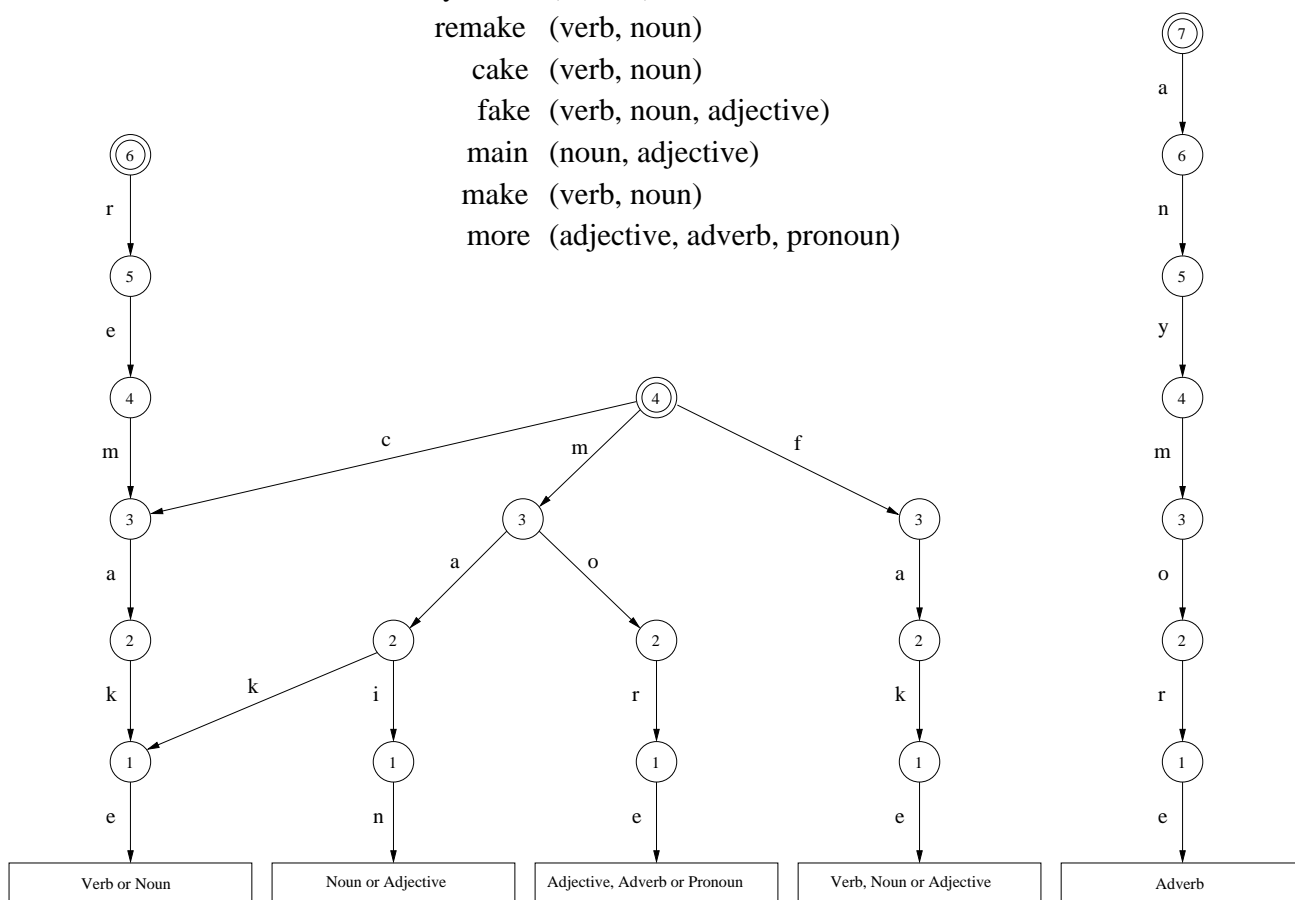 remake (verb, noun)
cake (verb, noun)
fake (verb, noun, adjective)
main (noun, adjective)
make (verb, noun)
more (adjective, adverb, pronoun)
7
a
6 6
r n
5 5
e y
4 4 4
m c m f m
3 3 3 3
a a o a o
2 2 2 2 2
k k i r k r
1 1 1 1 1
e n e e e
Verb or Noun Noun or Adjective Adjective, Adverb or Pronoun Verb, Noun or Adjective Adverb